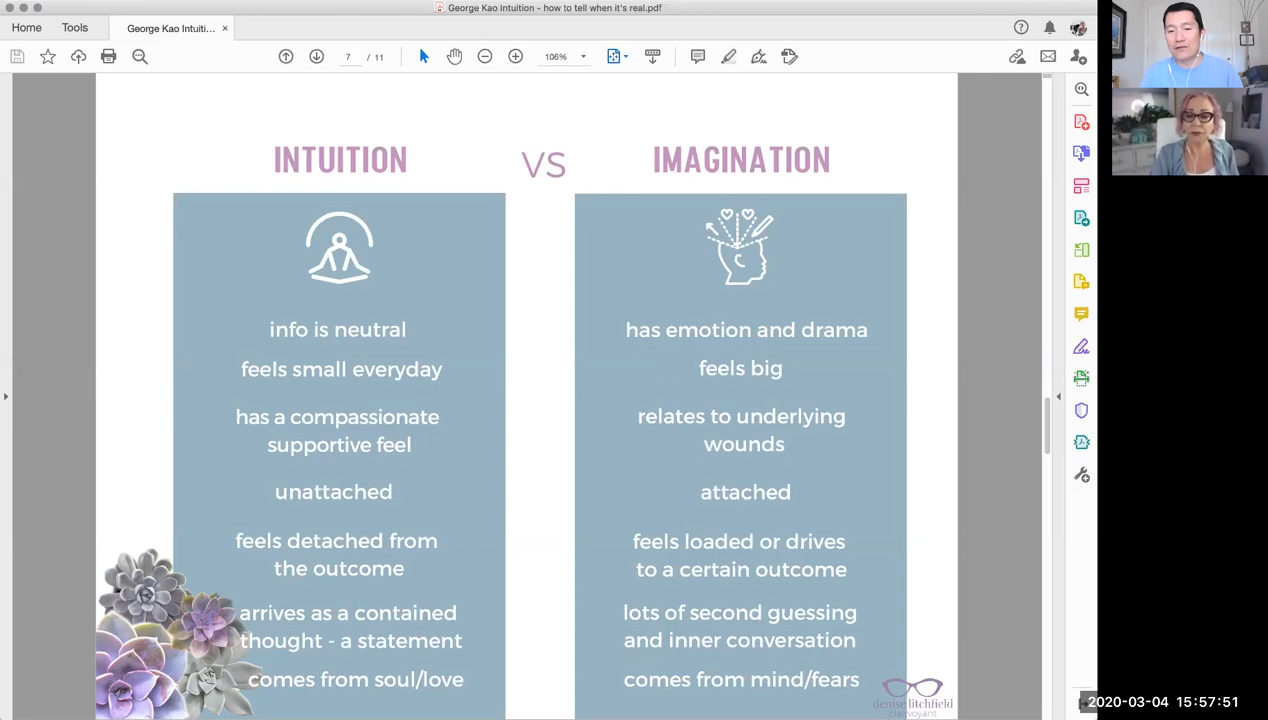 George Kao Intuition - how to tell when it's real.pdf
Home
Tools
George Kao Intuiti...
×
7 / 11
106%
INTUITION VS IMAGINATION
info is neutral
feels small everyday
has a compassionate
supportive feel
unattached
feels detached from
the outcome
arrives as a contained
thought - a statement
comes from soul/love
has emotion and drama
feels big
relates to underlying
wounds
attached
feels loaded or drives
to a certain outcome
lots of second guessing
and inner conversation
comes from mind/fears
denise litchfield
clairvoyant
2020-03-04 15:57:51